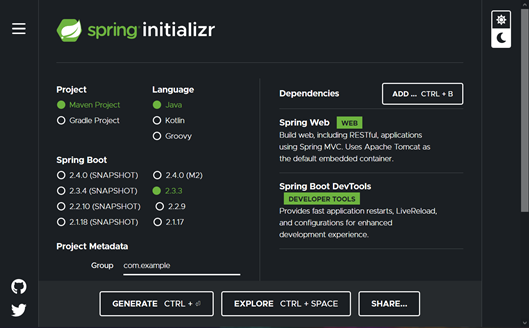 spring initializr
Project
Maven Project
Gradle Project
Language
Java
Kotlin
Groovy
Spring Boot
2.4.0 (SNAPSHOT)
2.4.0 (M2)
2.3.4 (SNAPSHOT)
2.3.3
2.2.10 (SNAPSHOT)
2.2.9
2.1.18 (SNAPSHOT)
2.1.17
Project Metadata
Group com.example
Dependencies
ADD ... CTRL + B
Spring Web WEB
Build web, including RESTful, applications
using Spring MVC. Uses Apache Tomcat as
the default embedded container.
Spring Boot DevTools
DEVELOPER TOOLS
Provides fast application restarts, LiveReload,
and configurations for enhanced
development experience.
GENERATE CTRL + ⏎
EXPLORE CTRL + SPACE
SHARE...